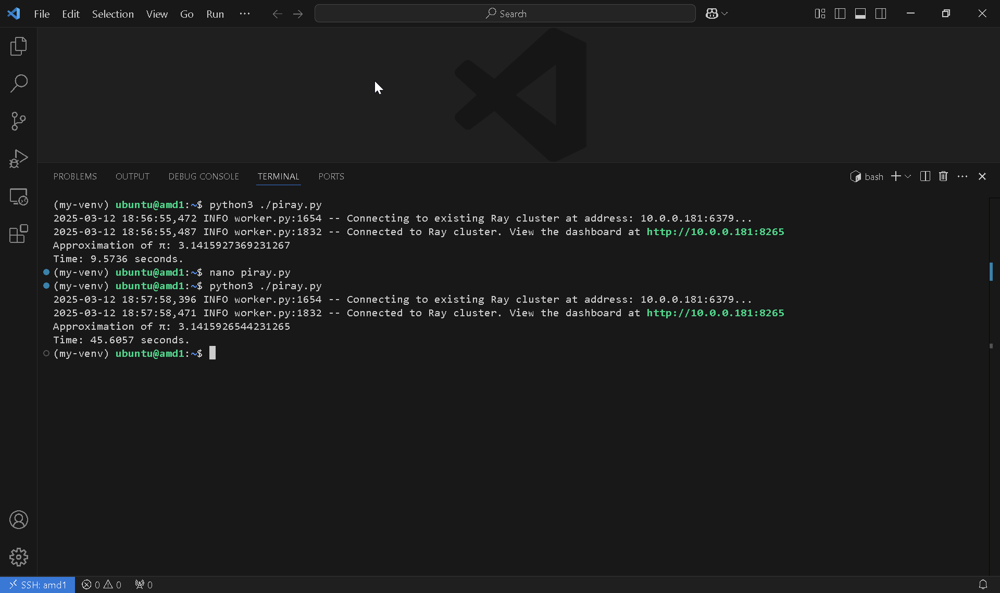 File Edit Selection View Go Run ···
Search
PROBLEMS OUTPUT DEBUG CONSOLE TERMINAL PORTS
bash
(my-venv) ubuntu@amd1:~$ python3 ./piray.py
2025-03-12 18:56:55,472 INFO worker.py:1654 -- Connecting to existing Ray cluster at address: 10.0.0.181:6379...
2025-03-12 18:56:55,487 INFO worker.py:1832 -- Connected to Ray cluster. View the dashboard at http://10.0.0.181:8265
Approximation of π: 3.1415927369231267
Time: 9.5736 seconds.
(my-venv) ubuntu@amd1:~$ nano piray.py
(my-venv) ubuntu@amd1:~$ python3 ./piray.py
2025-03-12 18:57:58,396 INFO worker.py:1654 -- Connecting to existing Ray cluster at address: 10.0.0.181:6379...
2025-03-12 18:57:58,471 INFO worker.py:1832 -- Connected to Ray cluster. View the dashboard at http://10.0.0.181:8265
Approximation of π: 3.1415926544231265
Time: 45.6057 seconds.
(my-venv) ubuntu@amd1:~$
SSH: amd1 0 0 0